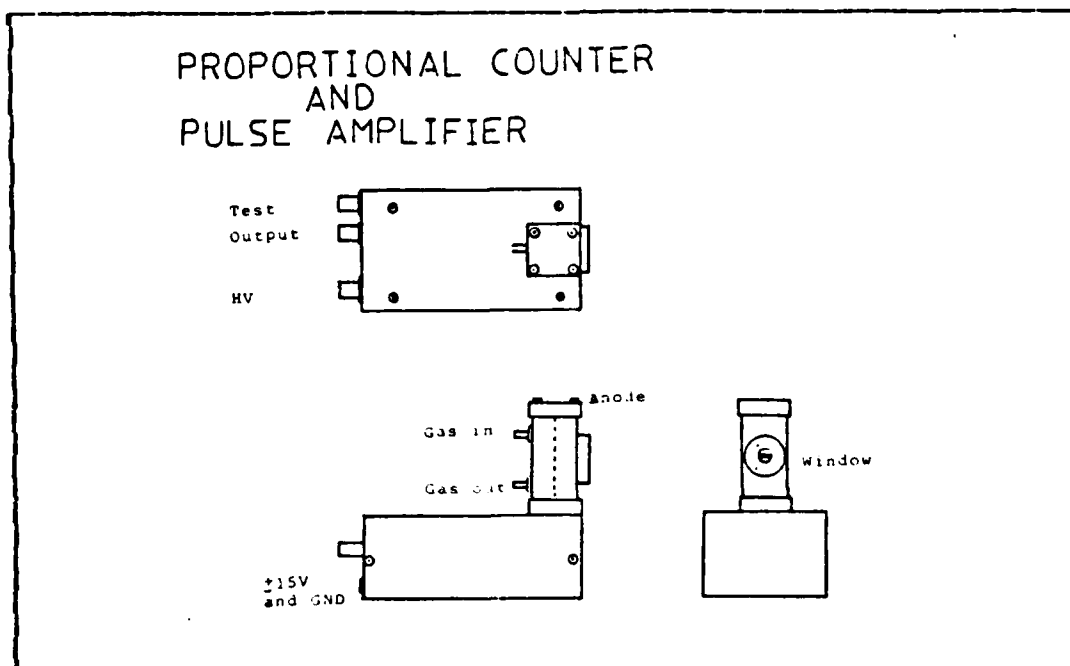 PROPORTIONAL COUNTER
AND
PULSE AMPLIFIER
Test
Output
HV
Anode
Gas in
Gas out
Window
±15V
and GND